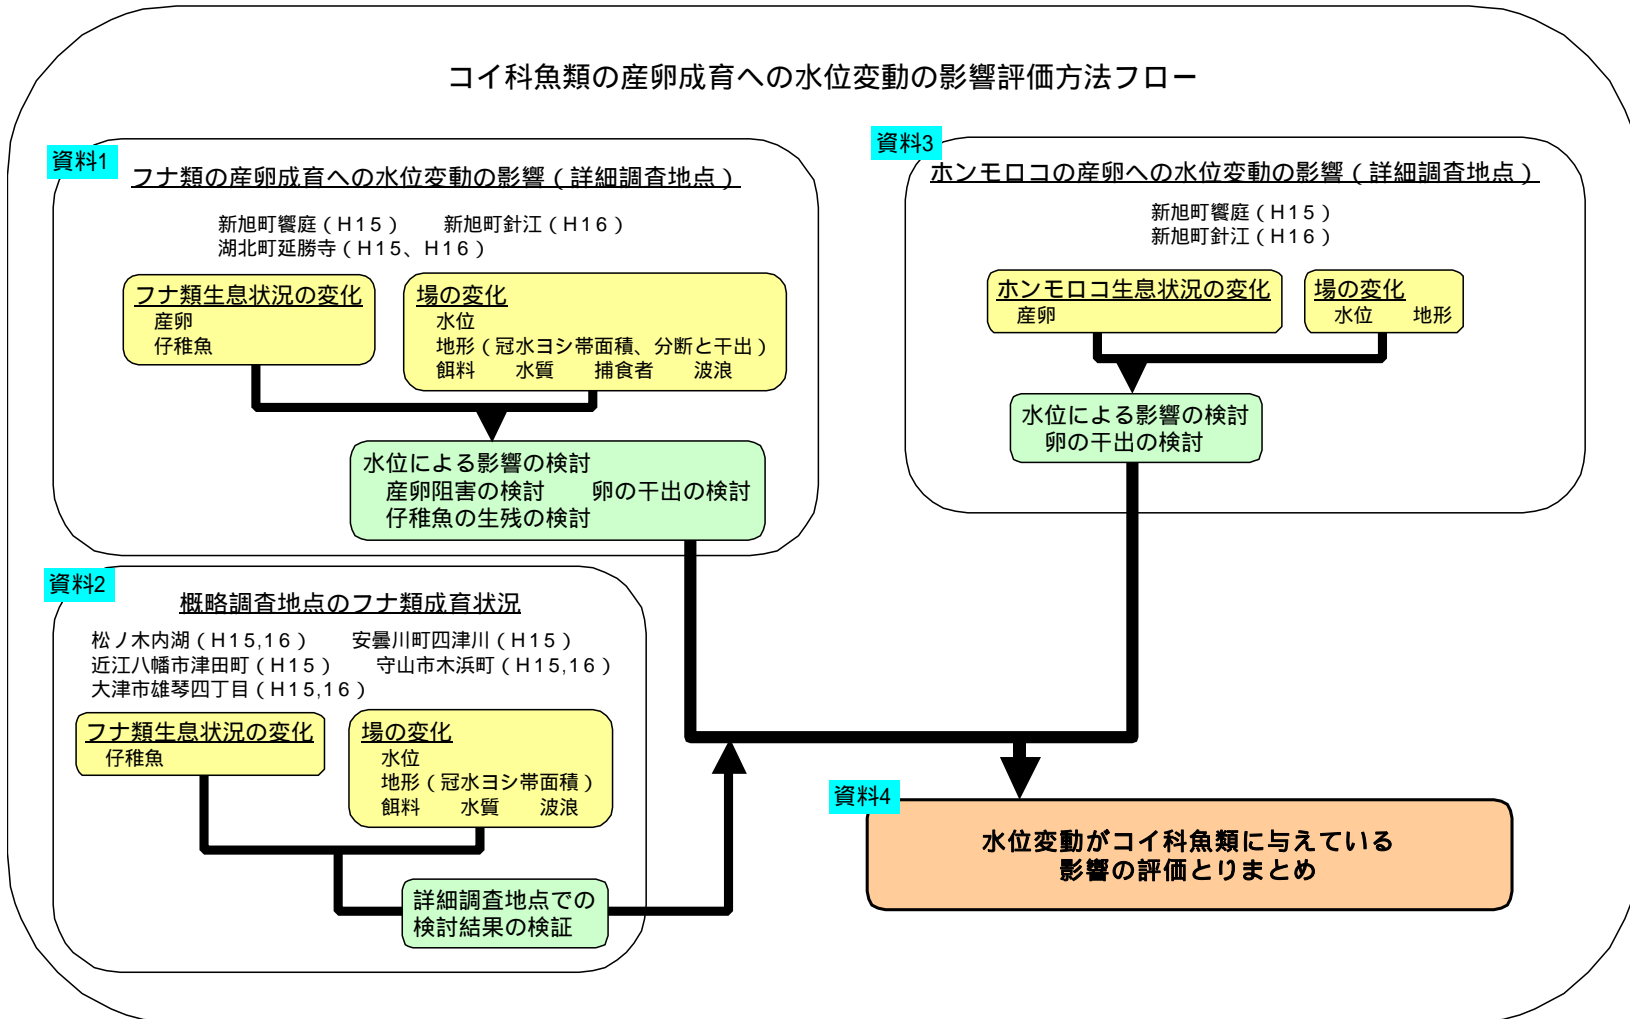 コイ科魚類の産卵成育への水位変動の影響評価方法フロー
資料1
フナ類の産卵成育への水位変動の影響(詳細調査地点)
新旭町饗庭(H15) 新旭町針江(H16)
湖北町延勝寺(H15、H16)
フナ類生息状況の変化
産卵
仔稚魚
場の変化
水位
地形(冠水ヨシ帯面積、分断と干出)
餌料 水質 捕食者 波浪
水位による影響の検討
産卵阻害の検討 卵の干出の検討
仔稚魚の生残の検討
資料2
概略調査地点のフナ類成育状況
松ノ木内湖(H15,16) 安曇川町四津川(H15)
近江八幡市津田町(H15) 守山市木浜町(H15,16)
大津市雄琴四丁目(H15,16)
フナ類生息状況の変化
仔稚魚
場の変化
水位
地形(冠水ヨシ帯面積)
餌料 水質 波浪
詳細調査地点での
検討結果の検証
資料3
ホンモロコの産卵への水位変動の影響(詳細調査地点)
新旭町饗庭(H15)
新旭町針江(H16)
ホンモロコ生息状況の変化
産卵
場の変化
水位 地形
水位による影響の検討
卵の干出の検討
資料4
水位変動がコイ科魚類に与えている
影響の評価とりまとめ